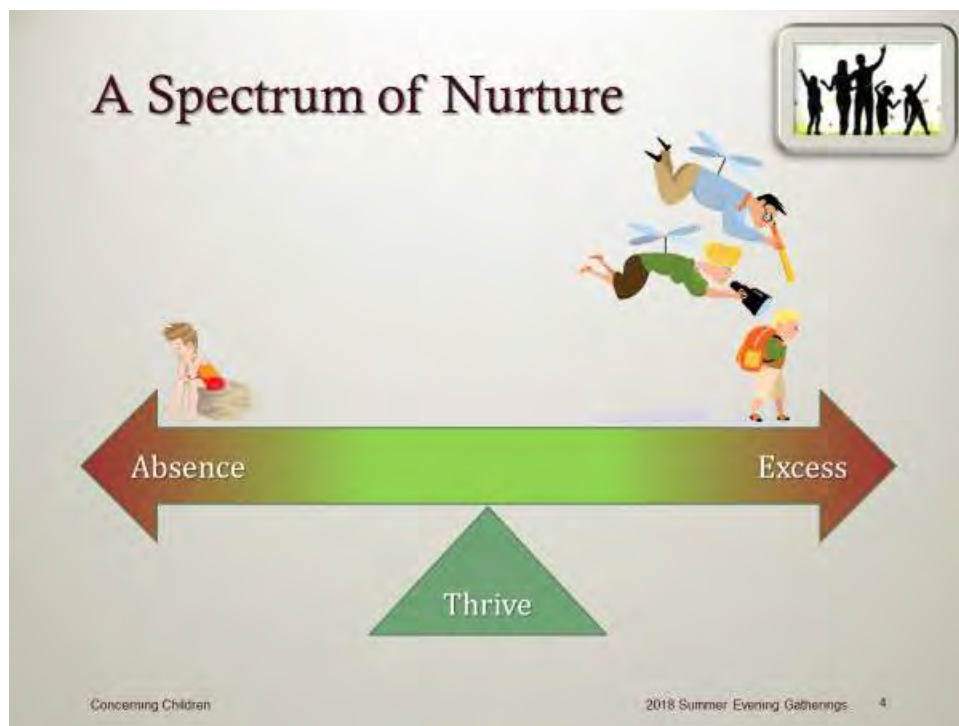 A Spectrum of Nurture
Absence
Excess
Thrive
Concerning Children
2018 Summer Evening Gatherings 4